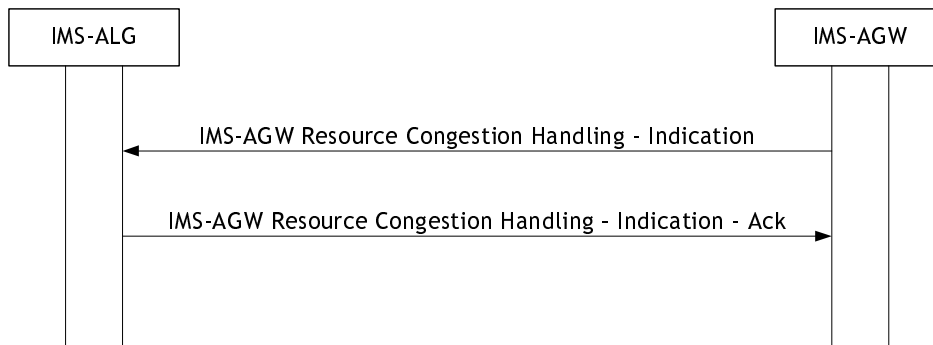 IMS-ALG
IMS-AGW
IMS-AGW Resource Congestion Handling - Indication
IMS-AGW Resource Congestion Handling – Indication - Ack